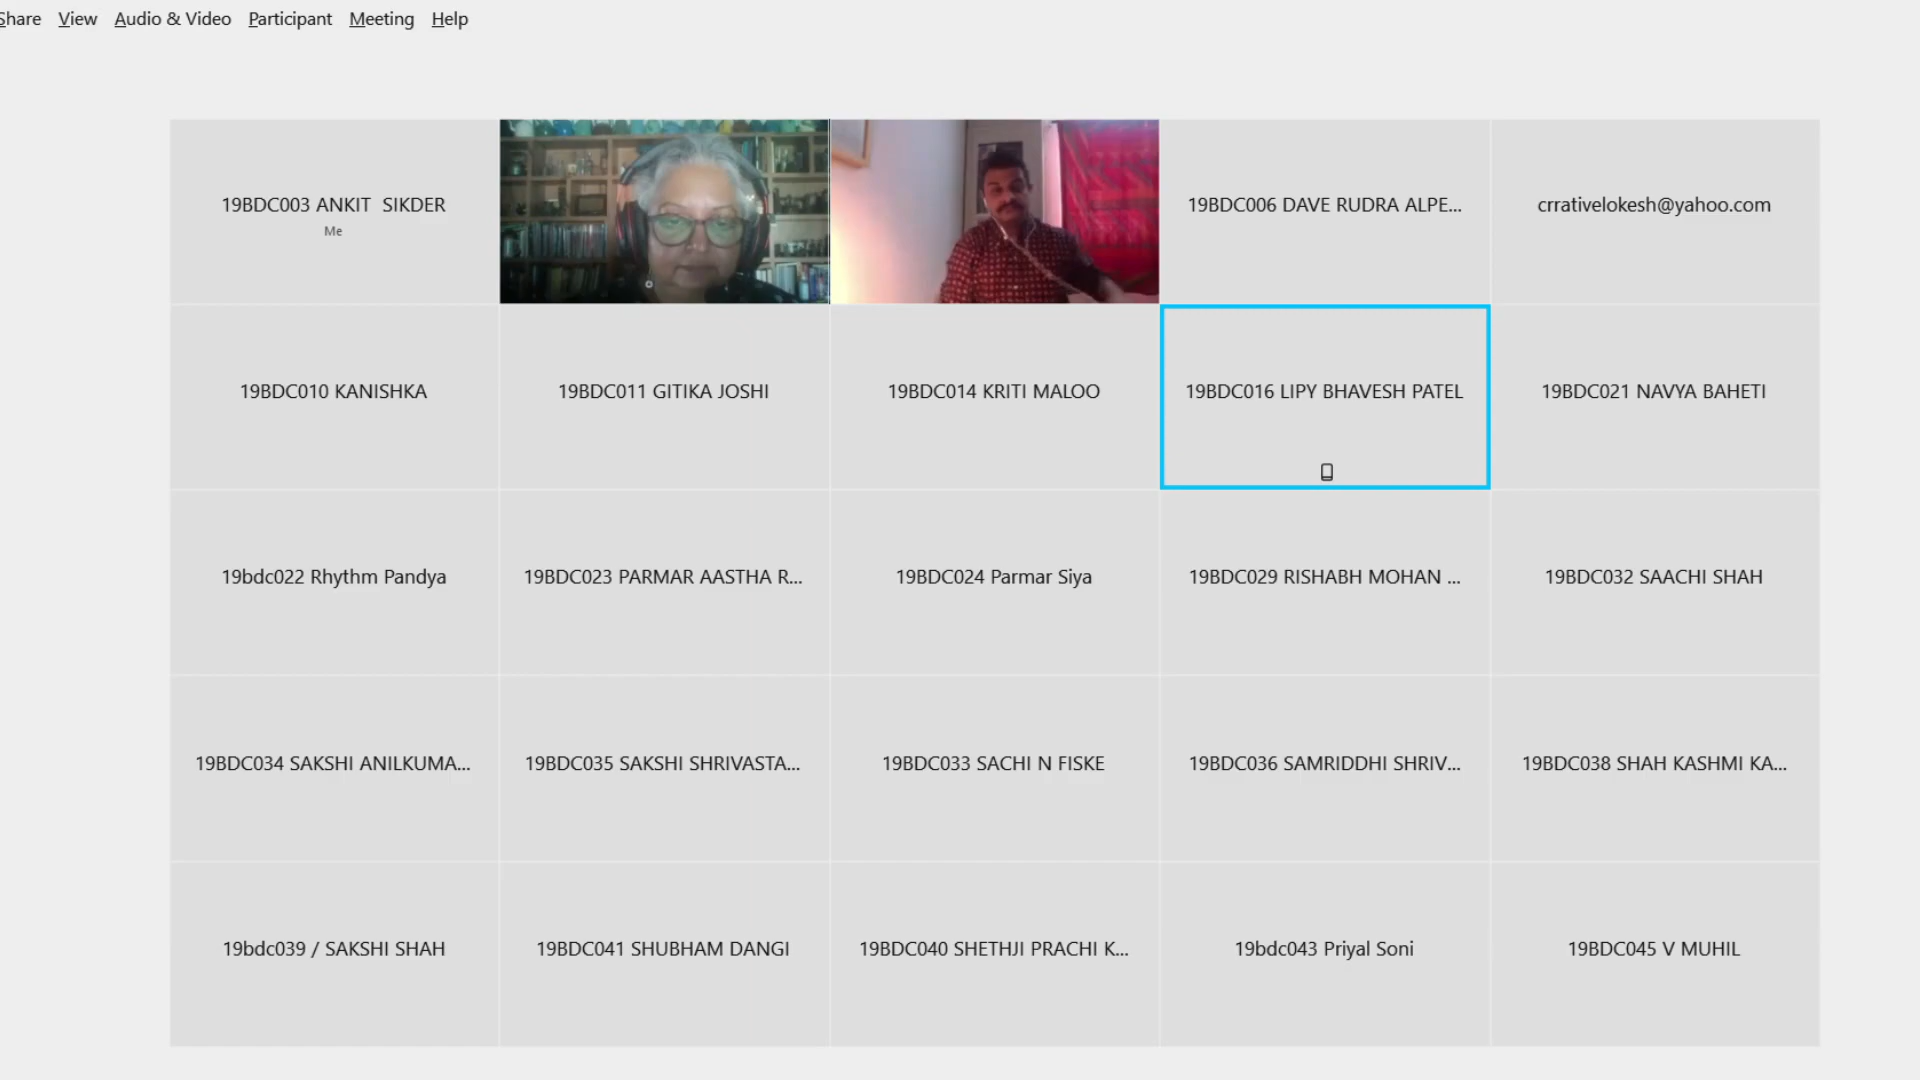 Share View Audio & Video Participant Meeting Help
19BDC003 ANKIT SIKDER
Me
19BDC006 DAVE RUDRA ALPE...
crrativelokesh@yahoo.com
19BDC010 KANISHKA
19BDC011 GITIKA JOSHI
19BDC014 KRITI MALOO
19BDC016 LIPY BHAVESH PATEL
19BDC021 NAVYA BAHETI
19bdc022 Rhythm Pandya
19BDC023 PARMAR AASTHA R...
19BDC024 Parmar Siya
19BDC029 RISHABH MOHAN ...
19BDC032 SAACHI SHAH
19BDC034 SAKSHI ANILKUMA...
19BDC035 SAKSHI SHRIVASTA...
19BDC033 SACHI N FISKE
19BDC036 SAMRIDDHI SHRIV...
19BDC038 SHAH KASHMI KA...
19bdc039 / SAKSHI SHAH
19BDC041 SHUBHAM DANGI
19BDC040 SHETHJI PRACHI K...
19bdc043 Priyal Soni
19BDC045 V MUHIL